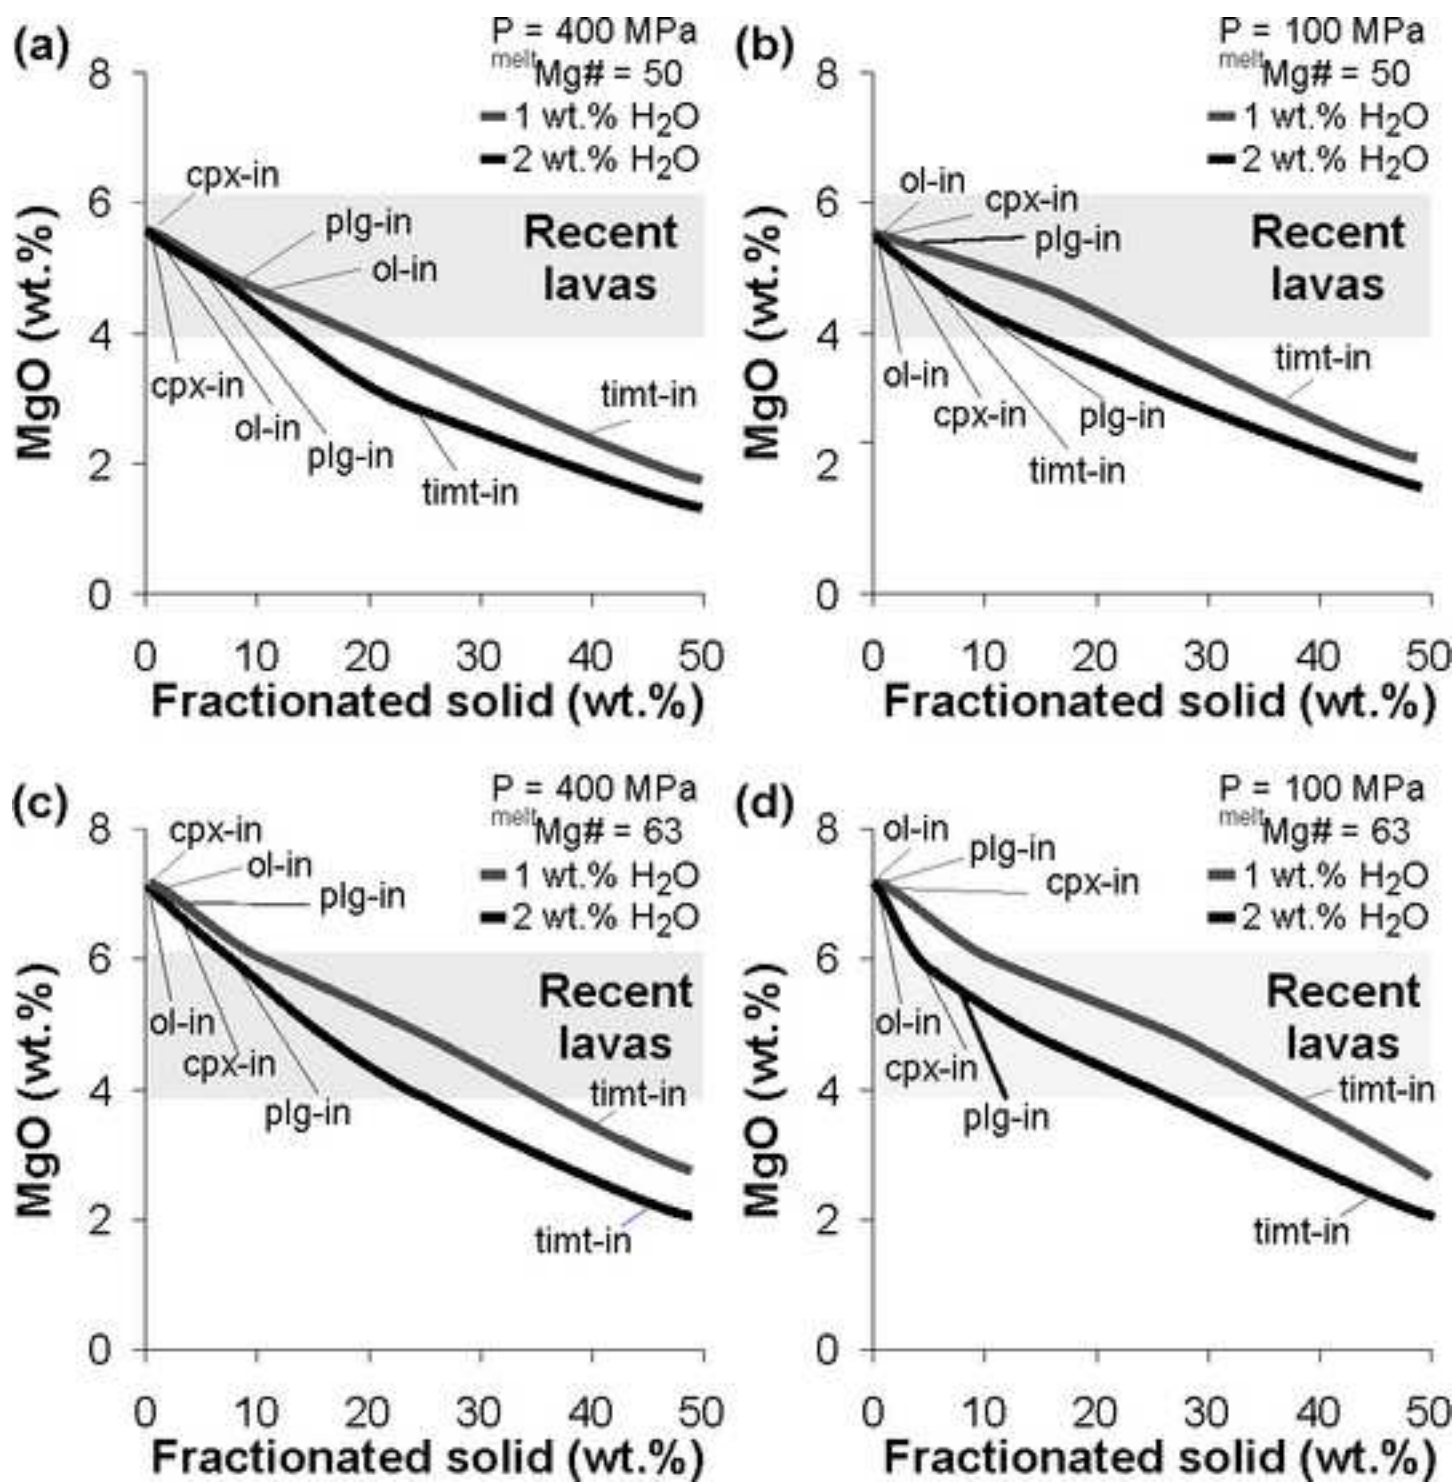 (a)
P = 400 MPa
melt Mg# = 50
1 wt.% H₂O
2 wt.% H₂O
8
6
4
2
0
MgO (wt.%)
cpx-in
plg-in
ol-in
Recent
lavas
cpx-in
ol-in
plg-in
timt-in
timt-in
0 10 20 30 40 50
Fractionated solid (wt.%)
(b)
P = 100 MPa
melt Mg# = 50
1 wt.% H₂O
2 wt.% H₂O
8
6
4
2
0
MgO (wt.%)
ol-in
cpx-in
plg-in
Recent
lavas
ol-in
cpx-in
timt-in
plg-in
timt-in
0 10 20 30 40 50
Fractionated solid (wt.%)
(c)
P = 400 MPa
melt Mg# = 63
1 wt.% H₂O
2 wt.% H₂O
8
6
4
2
0
MgO (wt.%)
cpx-in
ol-in
plg-in
Recent
lavas
ol-in
cpx-in
plg-in
timt-in
timt-in
0 10 20 30 40 50
Fractionated solid (wt.%)
(d)
P = 100 MPa
melt Mg# = 63
1 wt.% H₂O
2 wt.% H₂O
8
6
4
2
0
MgO (wt.%)
ol-in
plg-in
cpx-in
Recent
lavas
ol-in
cpx-in
plg-in
timt-in
timt-in
0 10 20 30 40 50
Fractionated solid (wt.%)